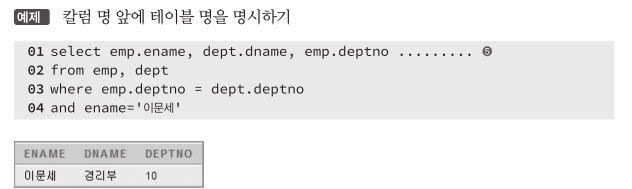 예제 칼럼 명 앞에 테이블 명을 명시하기
01 select emp.ename, dept.dname, emp.deptno ......... ❺
02 from emp, dept
03 where emp.deptno = dept.deptno
04 and ename='이문세'
ENAME DNAME DEPTNO
이문세 경리부 10